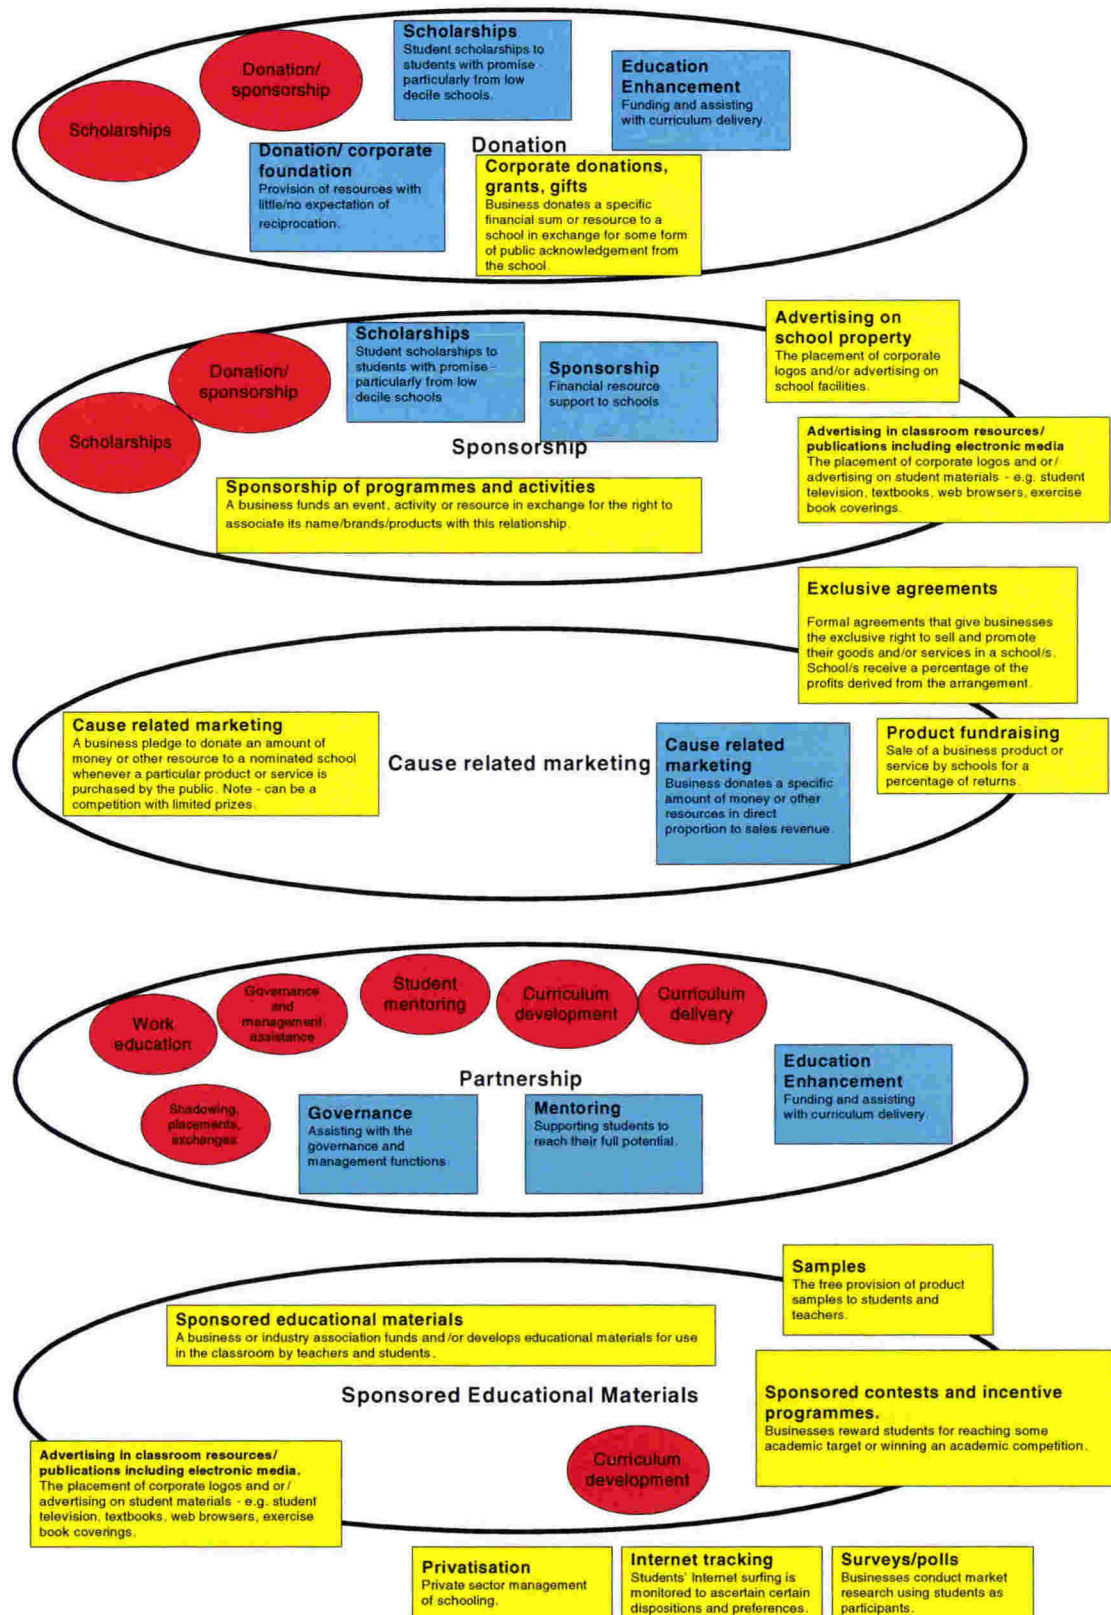 Scholarships
Student scholarships to
students with promise -
particularly from low
decile schools.
Donation/
sponsorship
Education
Enhancement
Funding and assisting
with curriculum delivery.
Scholarships
Donation
Donation/ corporate
foundation
Provision of resources with
little/no expectation of
reciprocation.
Corporate donations,
grants, gifts
Business donates a specific
financial sum or resource to a
school in exchange for some
form of public acknowledgement from
the school.
Scholarships
Student scholarships to
students with promise -
particularly from low
decile schools
Advertising on
school property
The placement of corporate
logos and/or advertising on
school facilities.
Donation/
sponsorship
Sponsorship
Financial resource
support to schools
Scholarships
Sponsorship
Advertising in classroom resources/
publications including electronic media
The placement of corporate logos and or/
advertising on student materials - e.g. student
television, textbooks, web browsers, exercise
book coverings.
Sponsorship of programmes and activities
A business funds an event, activity or resource in exchange for the right to
associate its name/brands/products with this relationship.
Exclusive agreements
Formal agreements that give businesses
the exclusive right to sell and promote
their goods and/or services in a school/s.
School/s receive a percentage of the
profits derived from the arrangement.
Cause related marketing
A business pledge to donate an amount of
money or other resource to a nominated school
whenever a particular product or service is
purchased by the public. Note - can be a
competition with limited prizes.
Cause related marketing
Cause related
marketing
Business donates a specific
amount of money or other
resources in direct
proportion to sales revenue.
Product fundraising
Sale of a business product or
service by schools for a
percentage of returns.
Work
education
Governance
and
management
assistance
Student
mentoring
Curriculum
development
Curriculum
delivery
Partnership
Education
Enhancement
Funding and assisting
with curriculum delivery.
Shadowing,
placements,
exchanges
Governance
Assisting with the
governance and
management functions
Mentoring
Supporting students to
reach their full potential.
Samples
The free provision of product
samples to students and
teachers.
Sponsored educational materials
A business or industry association funds and /or develops educational materials for use
in the classroom by teachers and students.
Sponsored Educational Materials
Sponsored contests and incentive
programmes.
Businesses reward students for reaching some
academic target or winning an academic competition.
Curriculum
development
Advertising in classroom resources/
publications including electronic media.
The placement of corporate logos and or/
advertising on student materials - e.g. student
television, textbooks, web browsers, exercise
book coverings.
Privatisation
Private sector management
of schooling.
Internet tracking
Students' Internet surfing is
monitored to ascertain certain
dispositions and preferences.
Surveys/polls
Businesses conduct market
research using students as
participants.